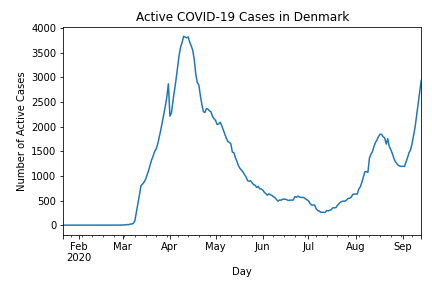 Active COVID-19 Cases in Denmark
Number of Active Cases
4000
3500
3000
2500
2000
1500
1000
500
0
Feb Mar Apr May Jun Jul Aug Sep
2020
Day